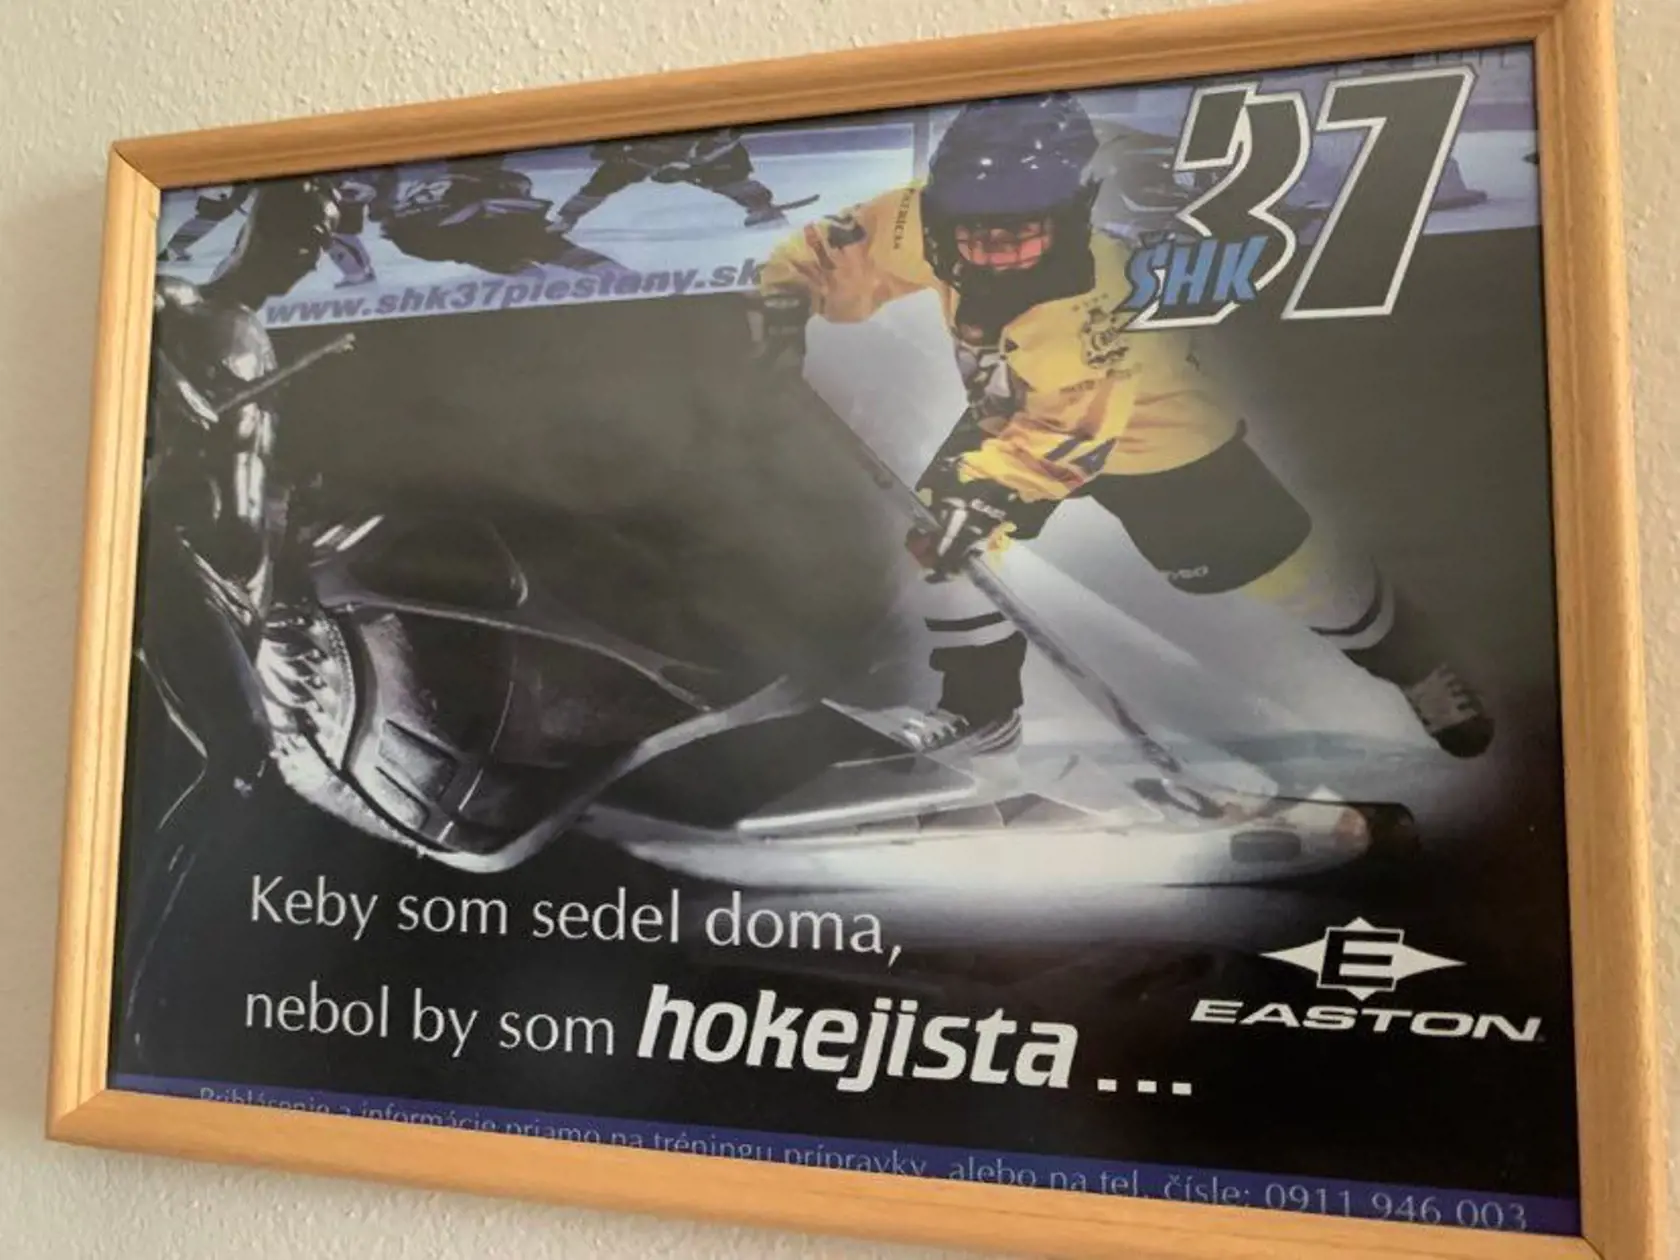 37
ŠHK
www.shk37piestany.sk
Keby som sedel doma,
nebol by som hokejista ...
E
EASTON
Prihlásenie a informácie priamo na tréningu prípravky, alebo na tel. čísle: 0911 946 003